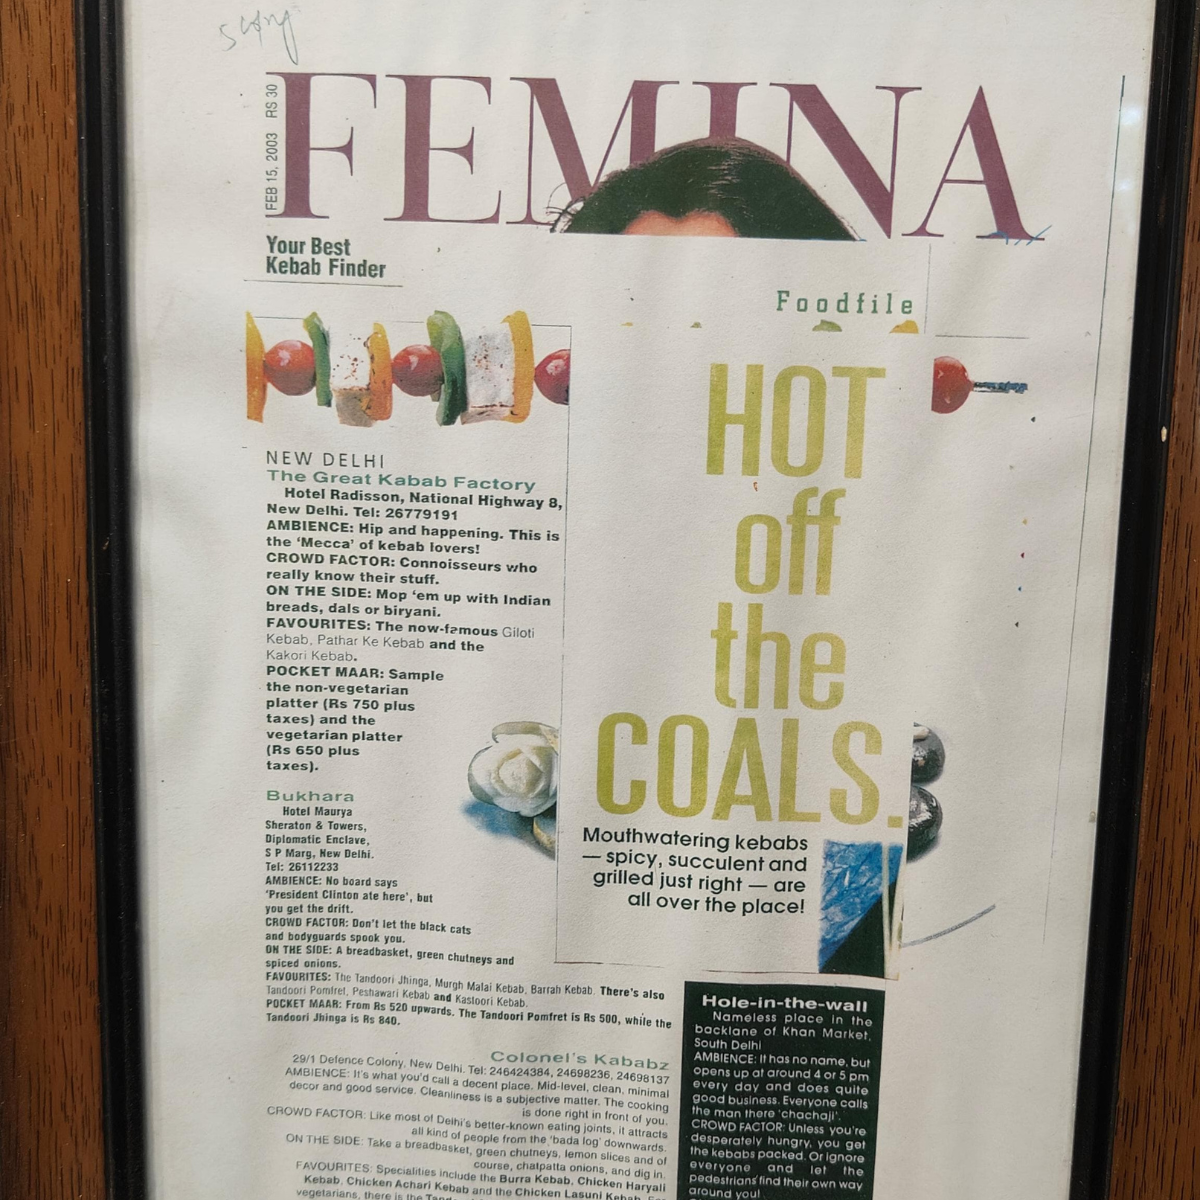 FEMINA
FEB 15, 2003 RS 30
Your Best
Kebab Finder
Foodfile
HOT
off
the
COALS.
Mouthwatering kebabs
— spicy, succulent and
grilled just right — are
all over the place!
NEW DELHI
The Great Kabab Factory
Hotel Radisson, National Highway 8,
New Delhi. Tel: 26779191
AMBIENCE: Hip and happening. This is
the 'Mecca' of kebab lovers!
CROWD FACTOR: Connoisseurs who
really know their stuff.
ON THE SIDE: Mop 'em up with Indian
breads, dals or biryani.
FAVOURITES: The now-famous Giloti
Kebab, Pathar Ke Kebab and the
Kakori Kebab.
POCKET MAAR: Sample
the non-vegetarian
platter (Rs 750 plus
taxes) and the
vegetarian platter
(Rs 650 plus
taxes).
Bukhara
Hotel Maurya
Sheraton & Towers,
Diplomatic Enclave,
S P Marg, New Delhi.
Tel: 26112233
AMBIENCE: No board says
'President Clinton ate here', but
you get the drift.
CROWD FACTOR: Don't let the black cats
and bodyguards spook you.
ON THE SIDE: A breadbasket, green chutneys and
spiced onions.
FAVOURITES: The Tandoori Jhinga, Murgh Malai Kebab, Barrah Kebab. There's also
Tandoori Pomfret, Peshawari Kebab and Kastoori Kebab.
POCKET MAAR: From Rs 520 upwards. The Tandoori Pomfret is Rs 500, while the
Tandoori Jhinga is Rs 840.
Colonel's Kababz
29/1 Defence Colony, New Delhi. Tel: 246424384, 24698236, 24698137
AMBIENCE: It's what you'd call a decent place. Mid-level, clean, minimal
decor and good service. Cleanliness is a subjective matter. The cooking
is done right in front of you.
CROWD FACTOR: Like most of Delhi's better-known eating joints, it attracts
all kind of people from the 'bada log' downwards.
ON THE SIDE: Take a breadbasket, green chutneys, lemon slices and of
course, chatpatta onions, and dig in.
FAVOURITES: Specialities include the Burra Kebab, Chicken Haryali
Kebab, Chicken Achari Kebab and the Chicken Lasuni Kebab. For
vegetarians, there is the
Hole-in-the-wall
Nameless place in the
backlane of Khan Market,
South Delhi
AMBIENCE: It has no name, but
opens up at around 4 or 5 pm
every day and does quite
good business. Everyone calls
the man there 'chachaji'.
CROWD FACTOR: Unless you're
desperately hungry, you get
the kebabs packed. Or ignore
everyone and let the
pedestrians find their own way
around you!